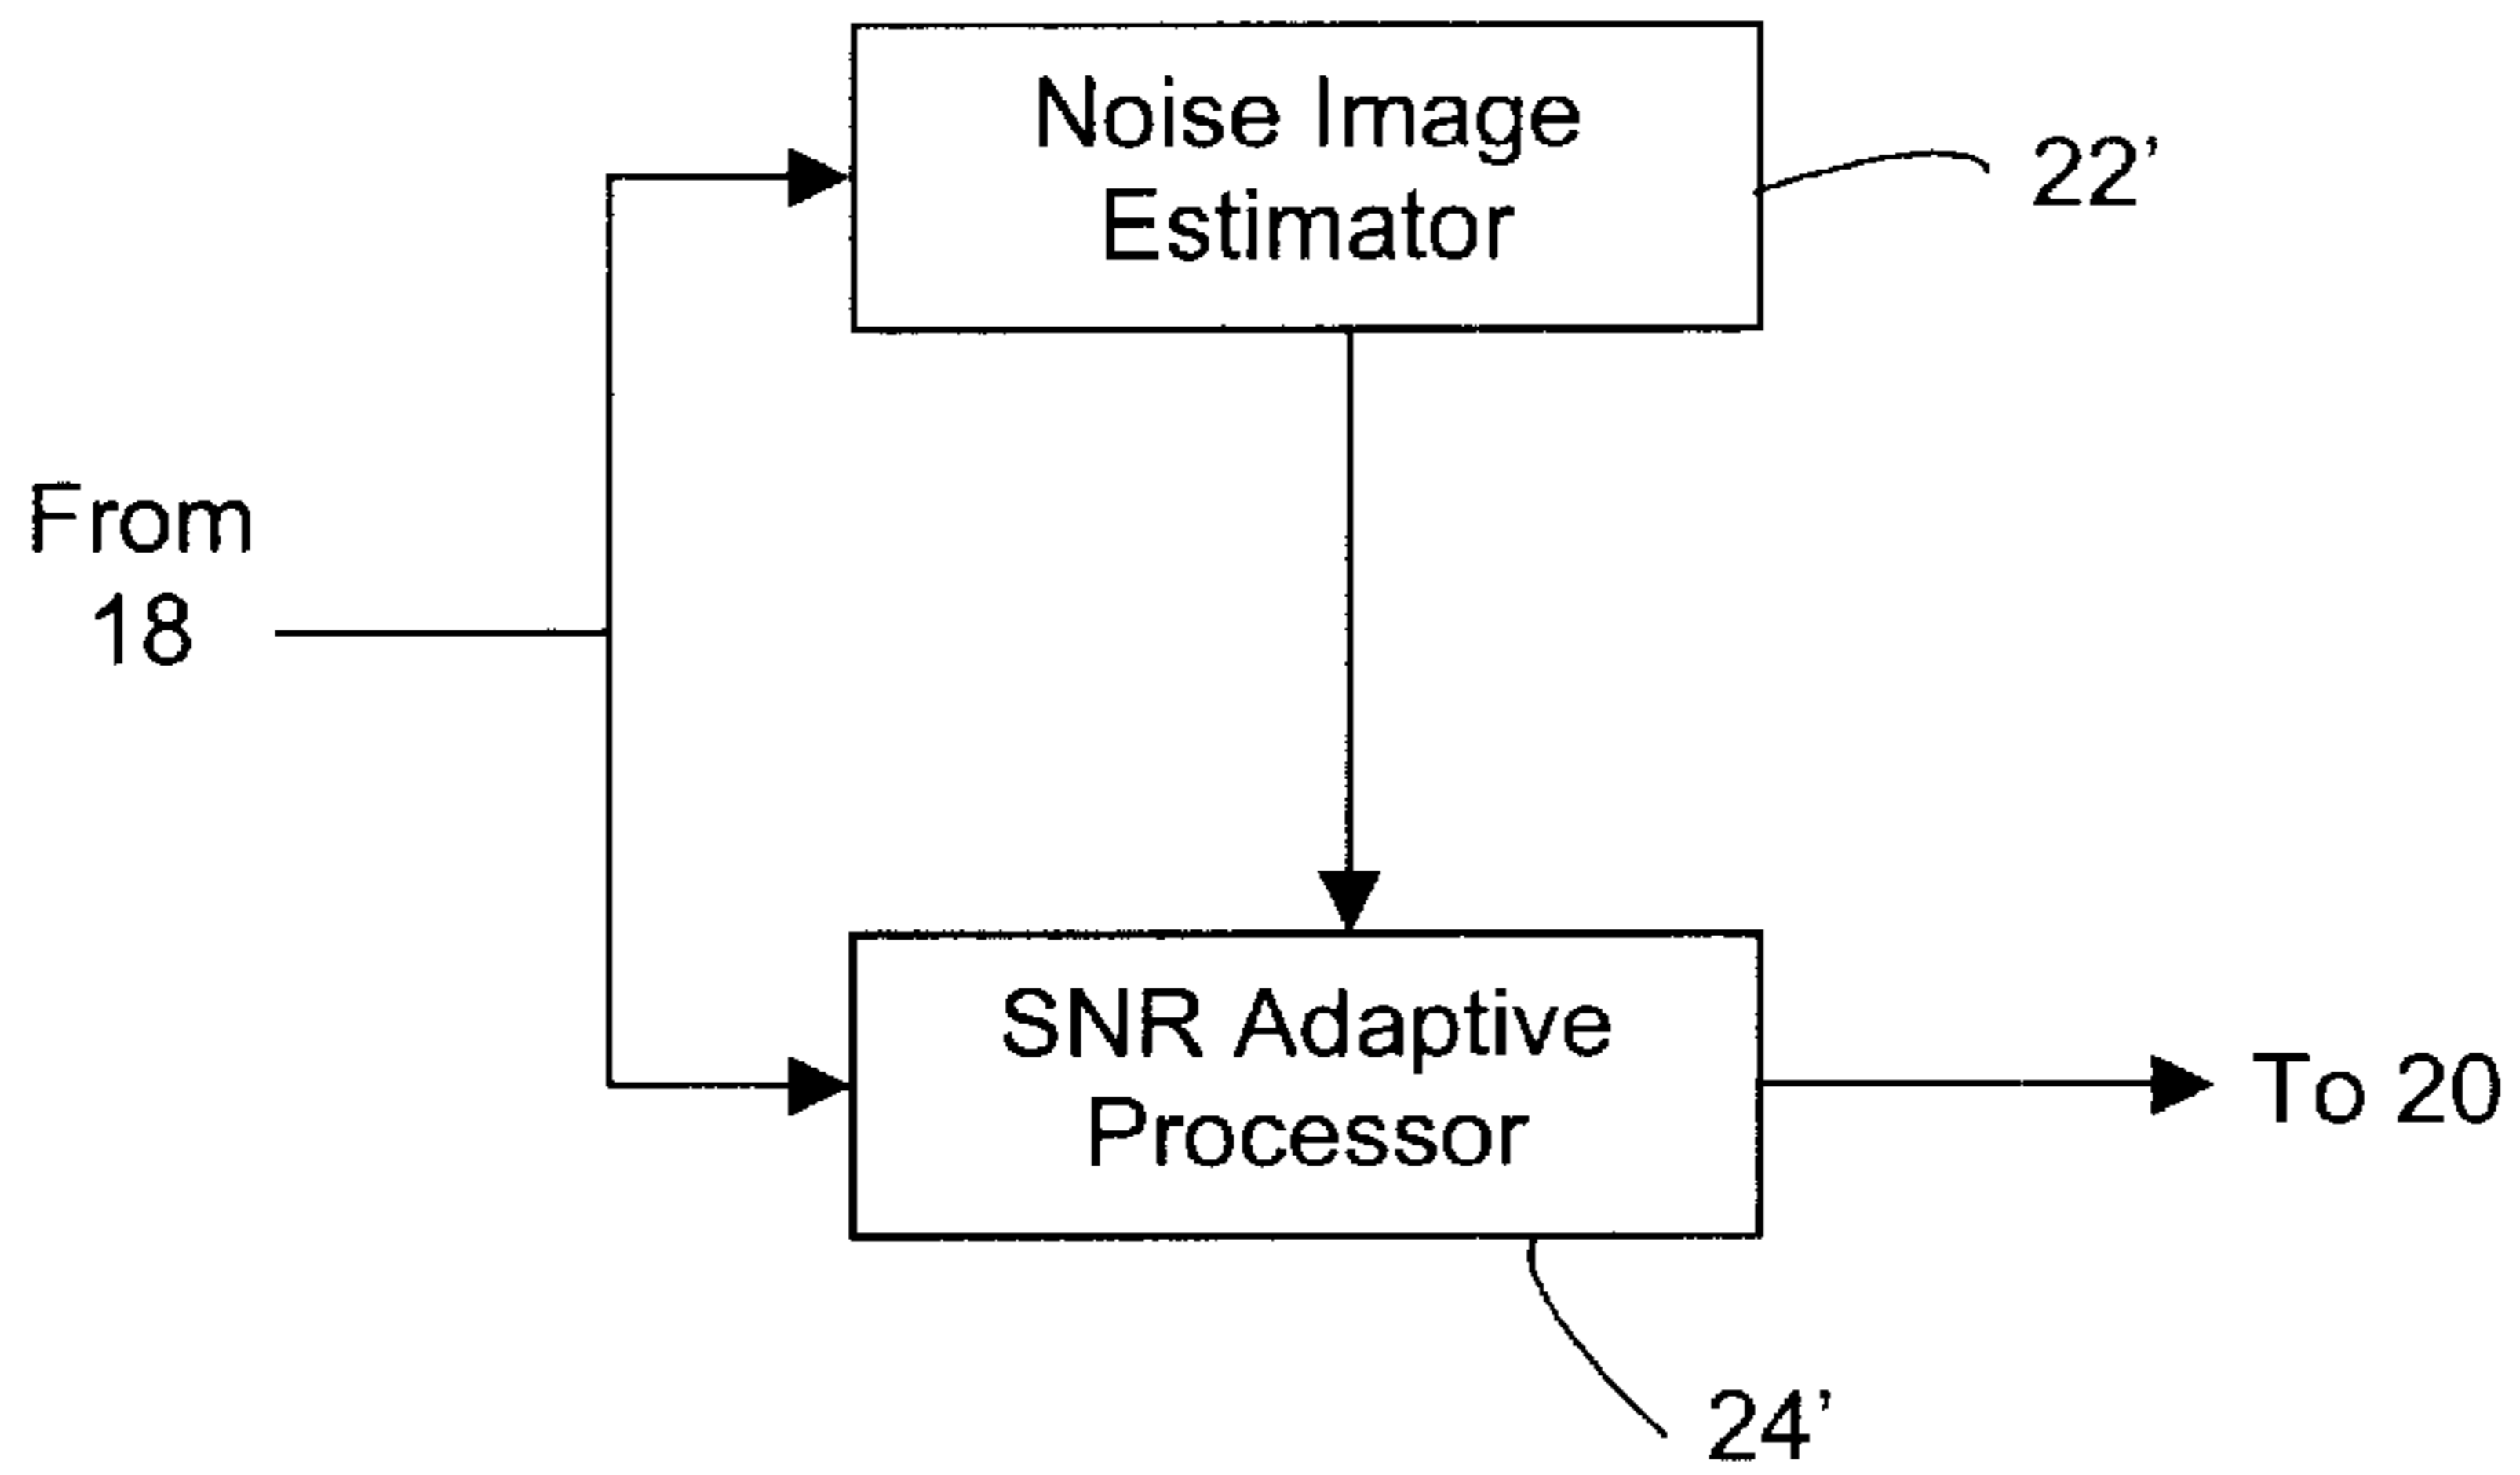 Noise Image
Estimator
22’
From
18
SNR Adaptive
Processor
To 20
24’